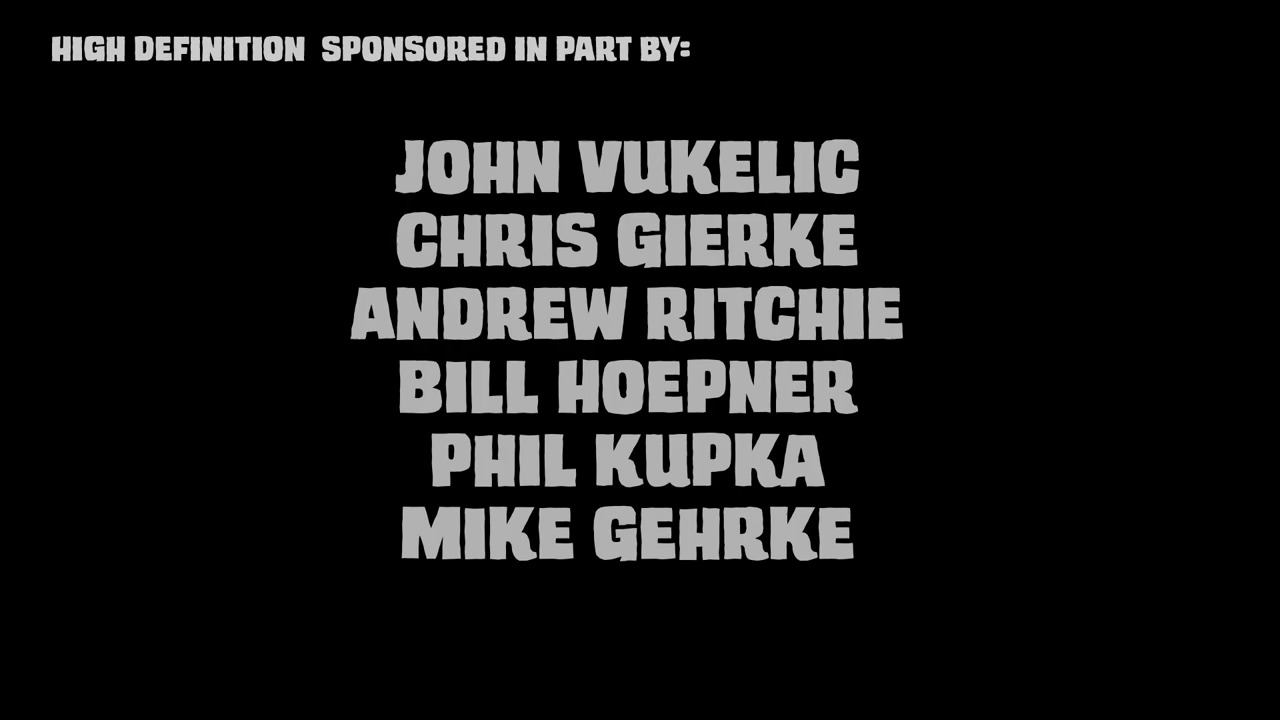 HIGH DEFINITION SPONSORED IN PART BY:
JOHN VUKELIC
CHRIS GIERKE
ANDREW RITCHIE
BILL HOEPNER
PHIL KUPKA
MIKE GEHRKE